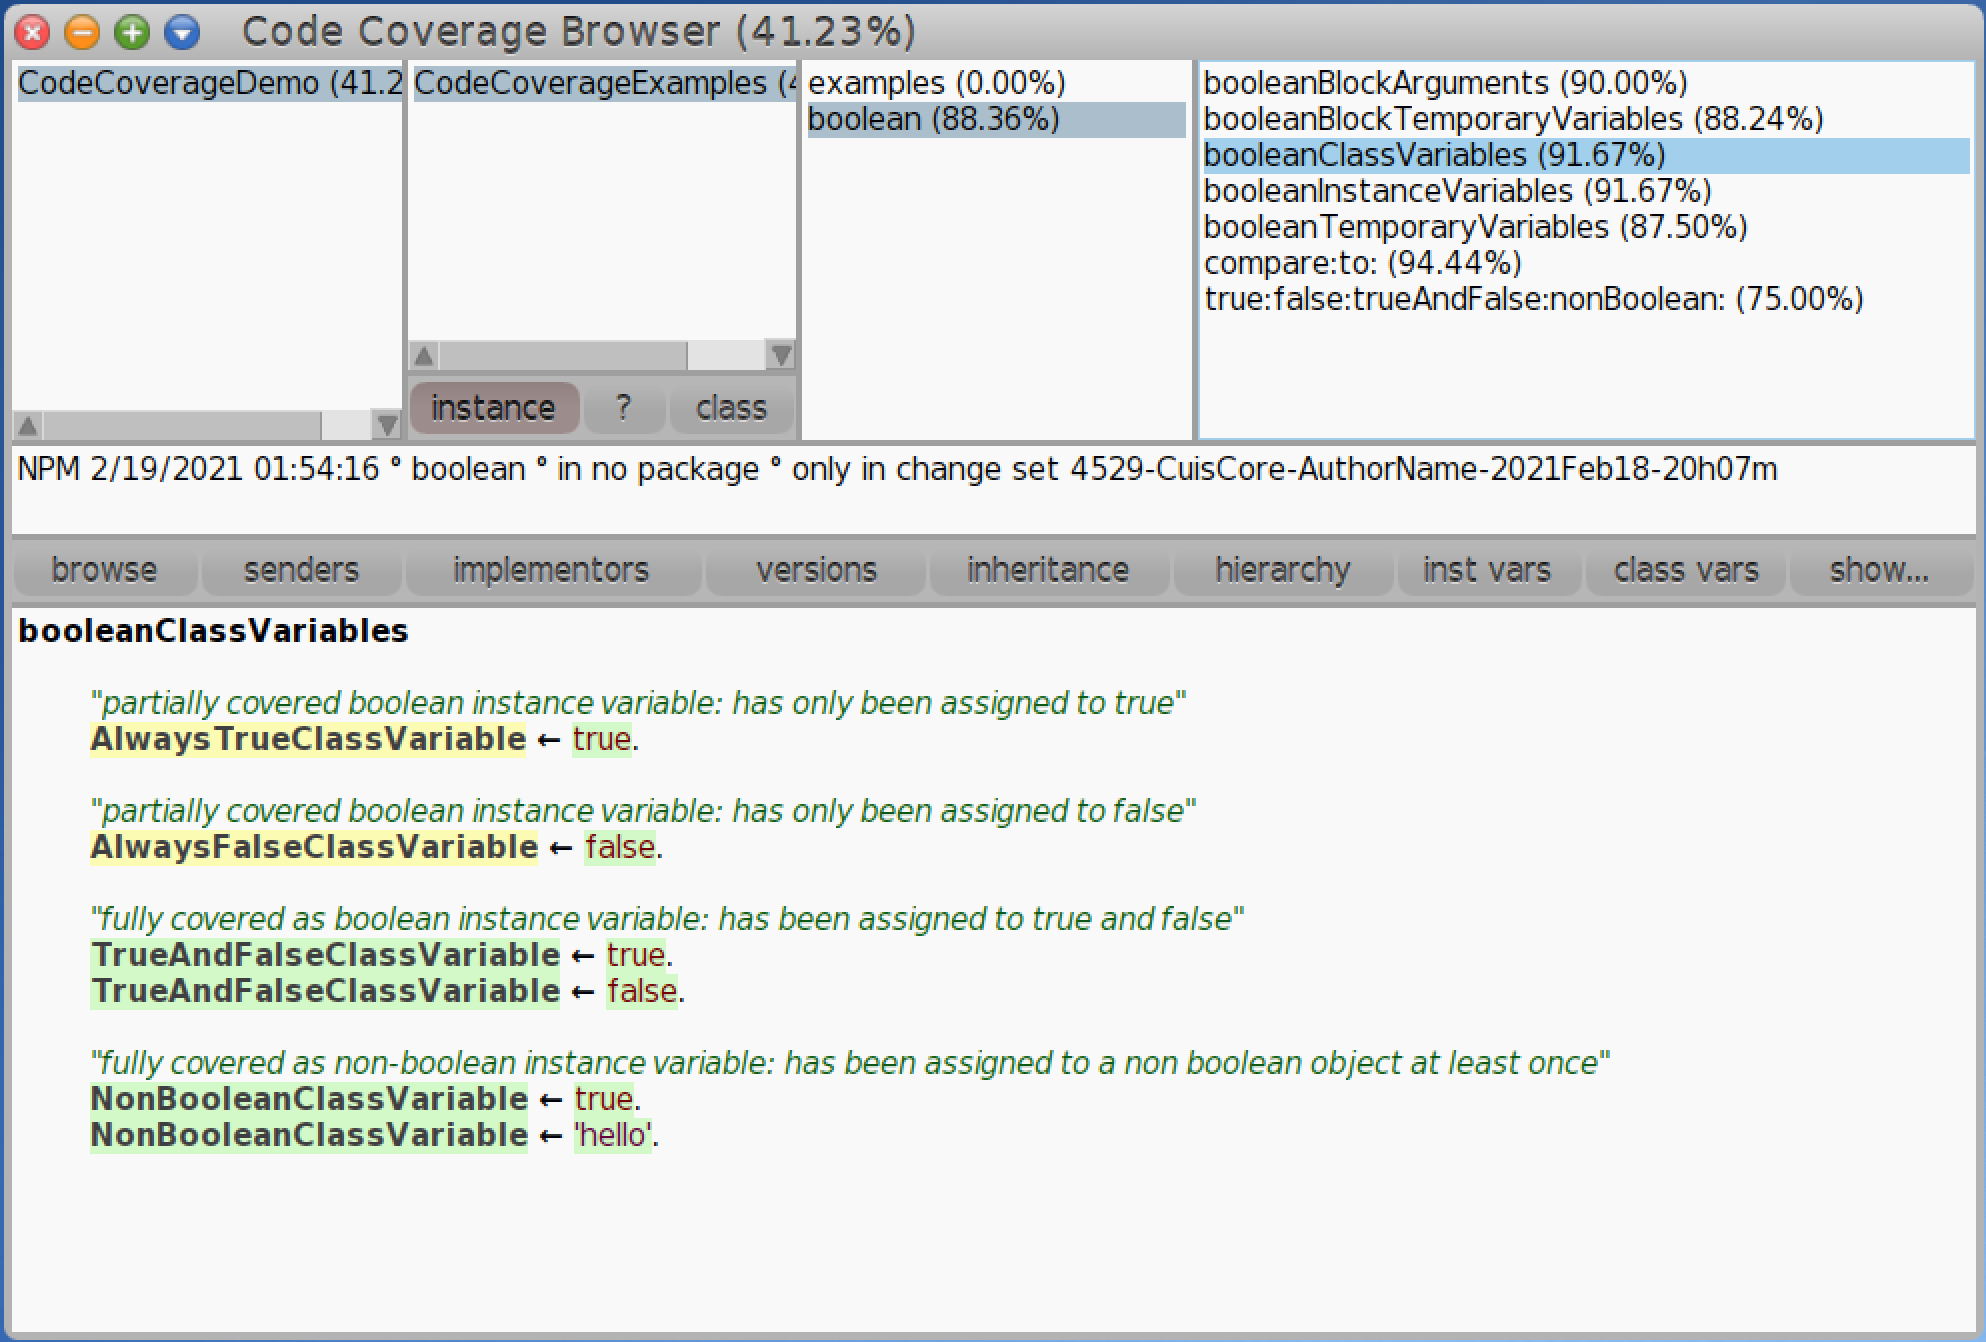 Code Coverage Browser (41.23%)
CodeCoverageDemo (41.2
CodeCoverageExamples (4
instance
?
class
examples (0.00%)
boolean (88.36%)
booleanBlockArguments (90.00%)
booleanBlockTemporaryVariables (88.24%)
booleanClassVariables (91.67%)
booleanInstanceVariables (91.67%)
booleanTemporaryVariables (87.50%)
compare:to: (94.44%)
true:false:trueAndFalse:nonBoolean: (75.00%)
NPM 2/19/2021 01:54:16 ° boolean ° in no package ° only in change set 4529-CuisCore-AuthorName-2021Feb18-20h07m
browse senders implementors versions inheritance hierarchy inst vars class vars show...
booleanClassVariables
"partially covered boolean instance variable: has only been assigned to true"
AlwaysTrueClassVariable ← true.
"partially covered boolean instance variable: has only been assigned to false"
AlwaysFalseClassVariable ← false.
"fully covered as boolean instance variable: has been assigned to true and false"
TrueAndFalseClassVariable ← true.
TrueAndFalseClassVariable ← false.
"fully covered as non-boolean instance variable: has been assigned to a non boolean object at least once"
NonBooleanClassVariable ← true.
NonBooleanClassVariable ← 'hello'.